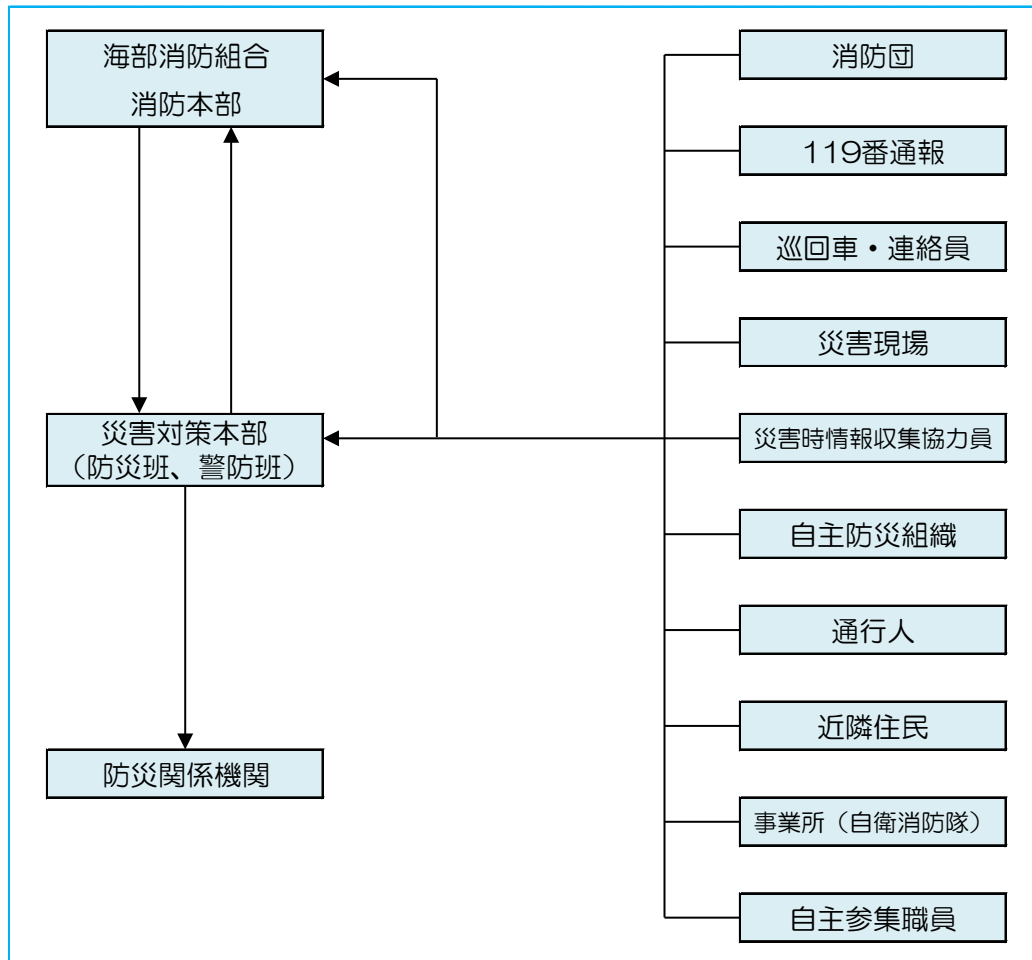 海部消防組合
消防本部
災害対策本部
（防災班、警防班）
防災関係機関
消防団
119番通報
巡回車・連絡員
災害現場
災害時情報収集協力員
自主防災組織
通行人
近隣住民
事業所（自衛消防隊）
自主参集職員